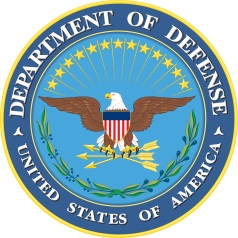 DEPARTMENT OF DEFENSE
UNITED STATES OF AMERICA